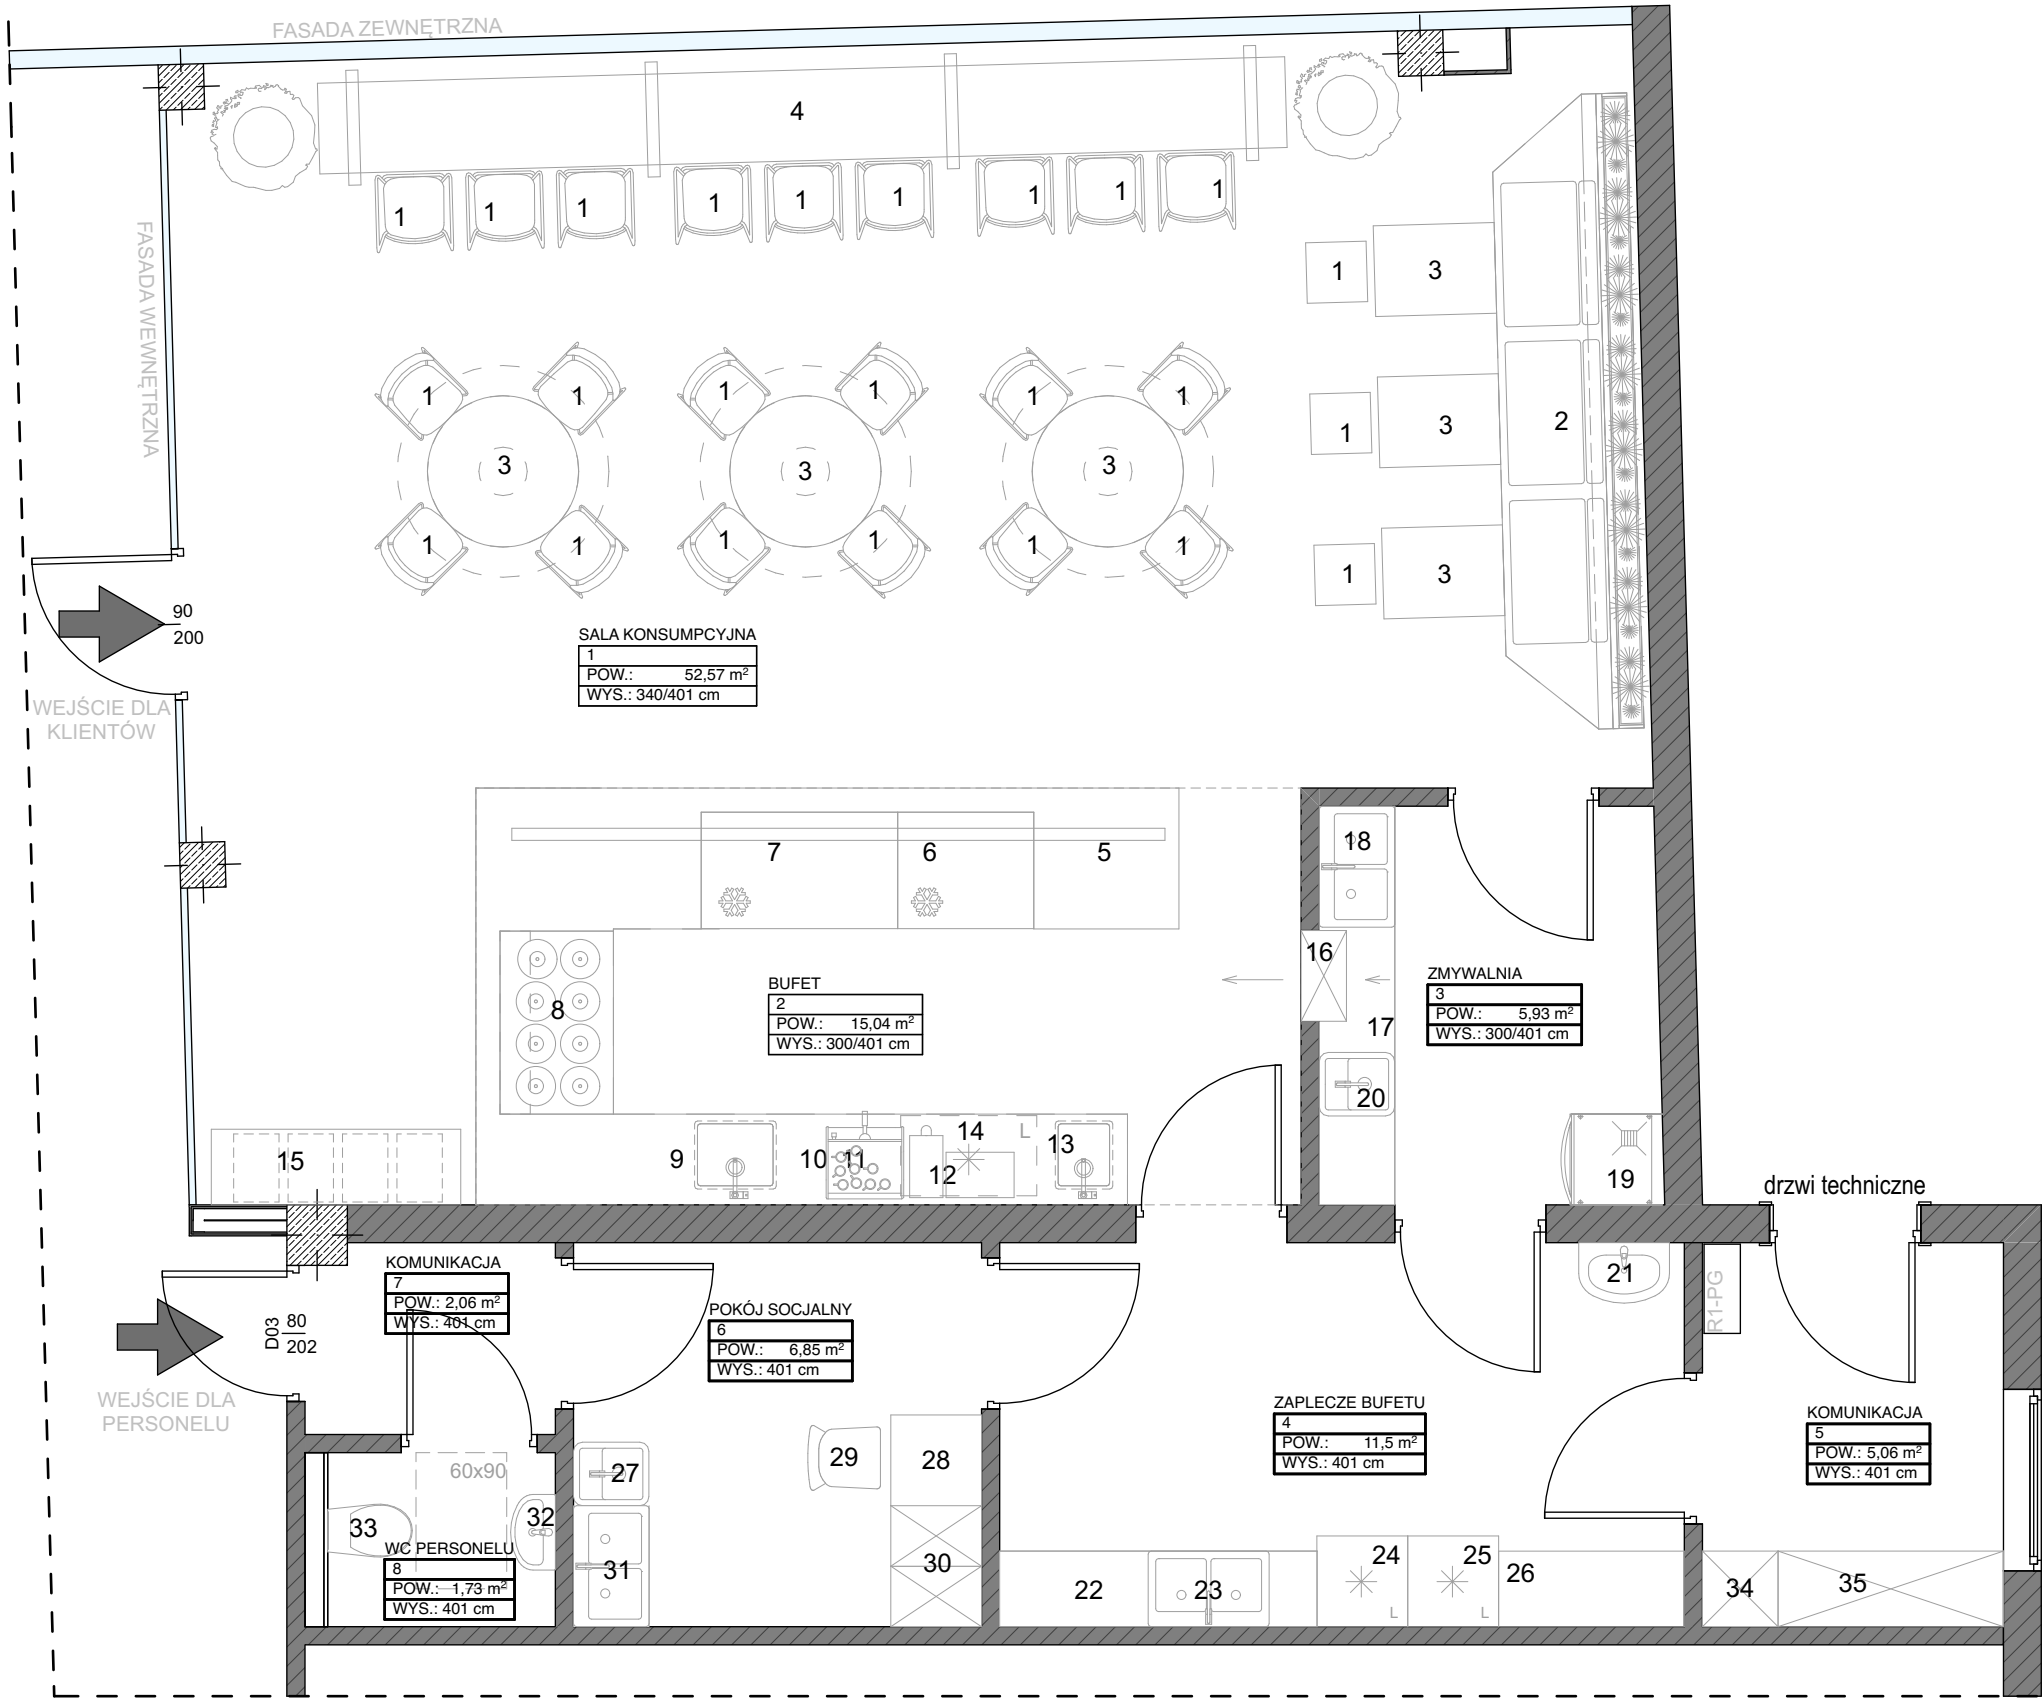 FASADA ZEWNĘTRZNA
4
1 1 1 1 1 1 1 1 1
FASADA WEWNĘTRZNA
1 3
1 1 1 1 1 1
1 3 2
3 3 3
1 1 1 1 1 1
1 3
90
200
WEJŚCIE DLA
KLIENTÓW
SALA KONSUMPCYJNA
1
POW.: 52,57 m²
WYS.: 340/401 cm
7 6 5
18
16
8
BUFET
2
POW.: 15,04 m²
WYS.: 300/401 cm
ZMYWALNIA
3
POW.: 5,93 m²
WYS.: 300/401 cm
17
20
15
9
10
11
12
14
L
13
19
drzwi techniczne
KOMUNIKACJA
7
POW.: 2,06 m²
WYS.: 401 cm
D03
80
202
WEJŚCIE DLA
PERSONELU
POKÓJ SOCJALNY
6
POW.: 6,85 m²
WYS.: 401 cm
21
R1-PG
ZAPLECZE BUFETU
4
POW.: 11,5 m²
WYS.: 401 cm
KOMUNIKACJA
5
POW.: 5,06 m²
WYS.: 401 cm
60x90
27
29
28
33
32
WC PERSONELU
8
POW.: 1,73 m²
WYS.: 401 cm
31
30
22
23
24
L
25
L
26
34
35